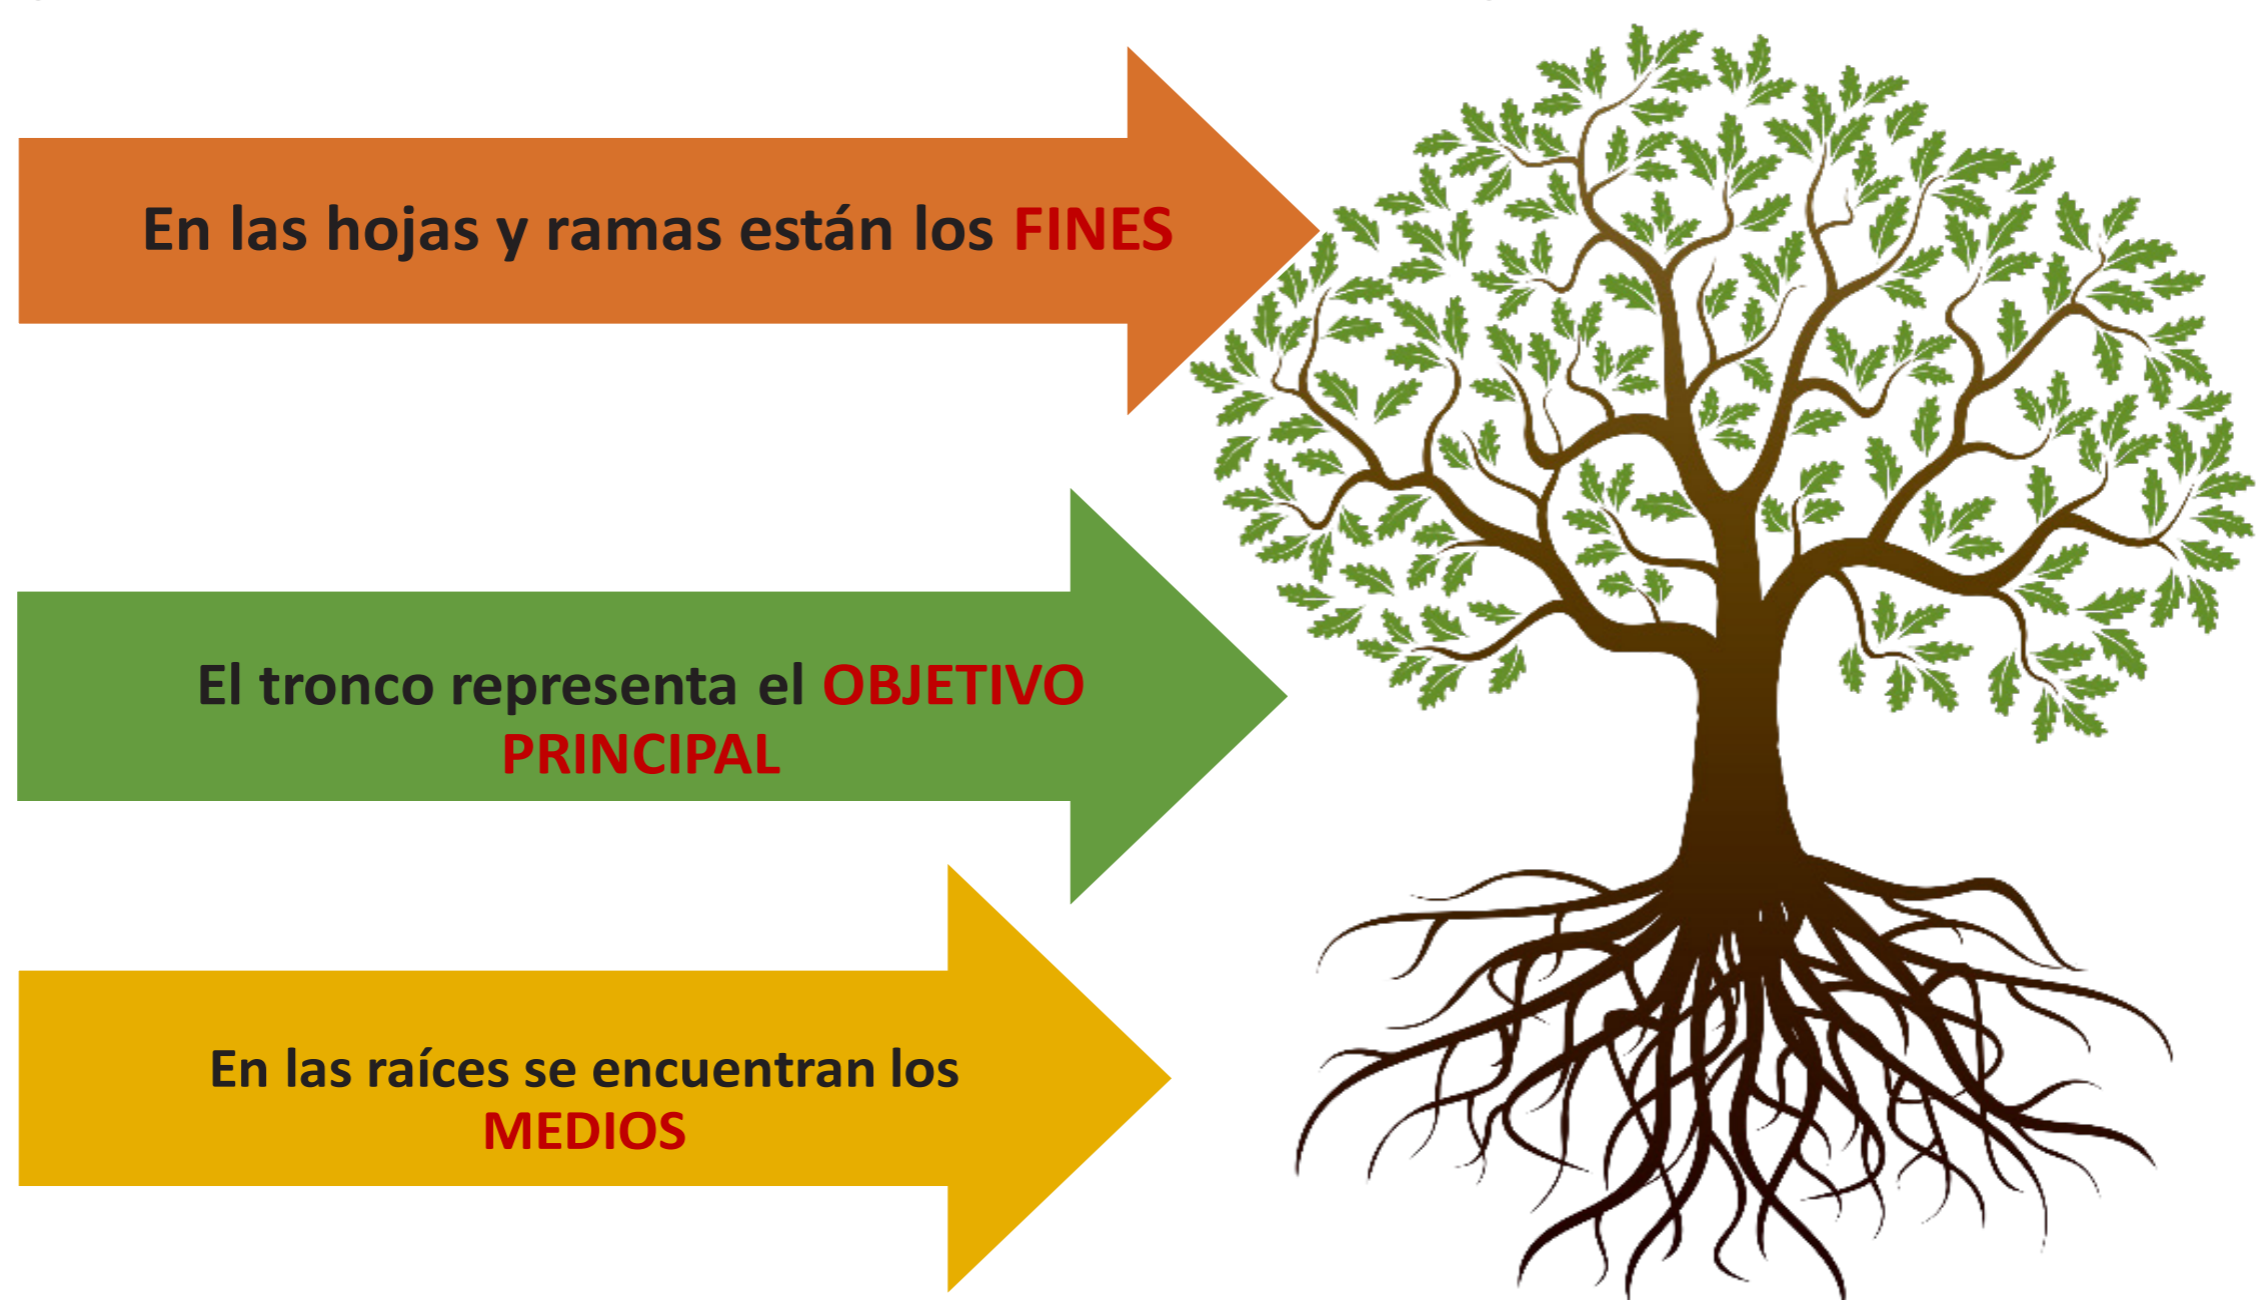 En las hojas y ramas están los FINES
El tronco representa el OBJETIVO
PRINCIPAL
En las raíces se encuentran los
MEDIOS